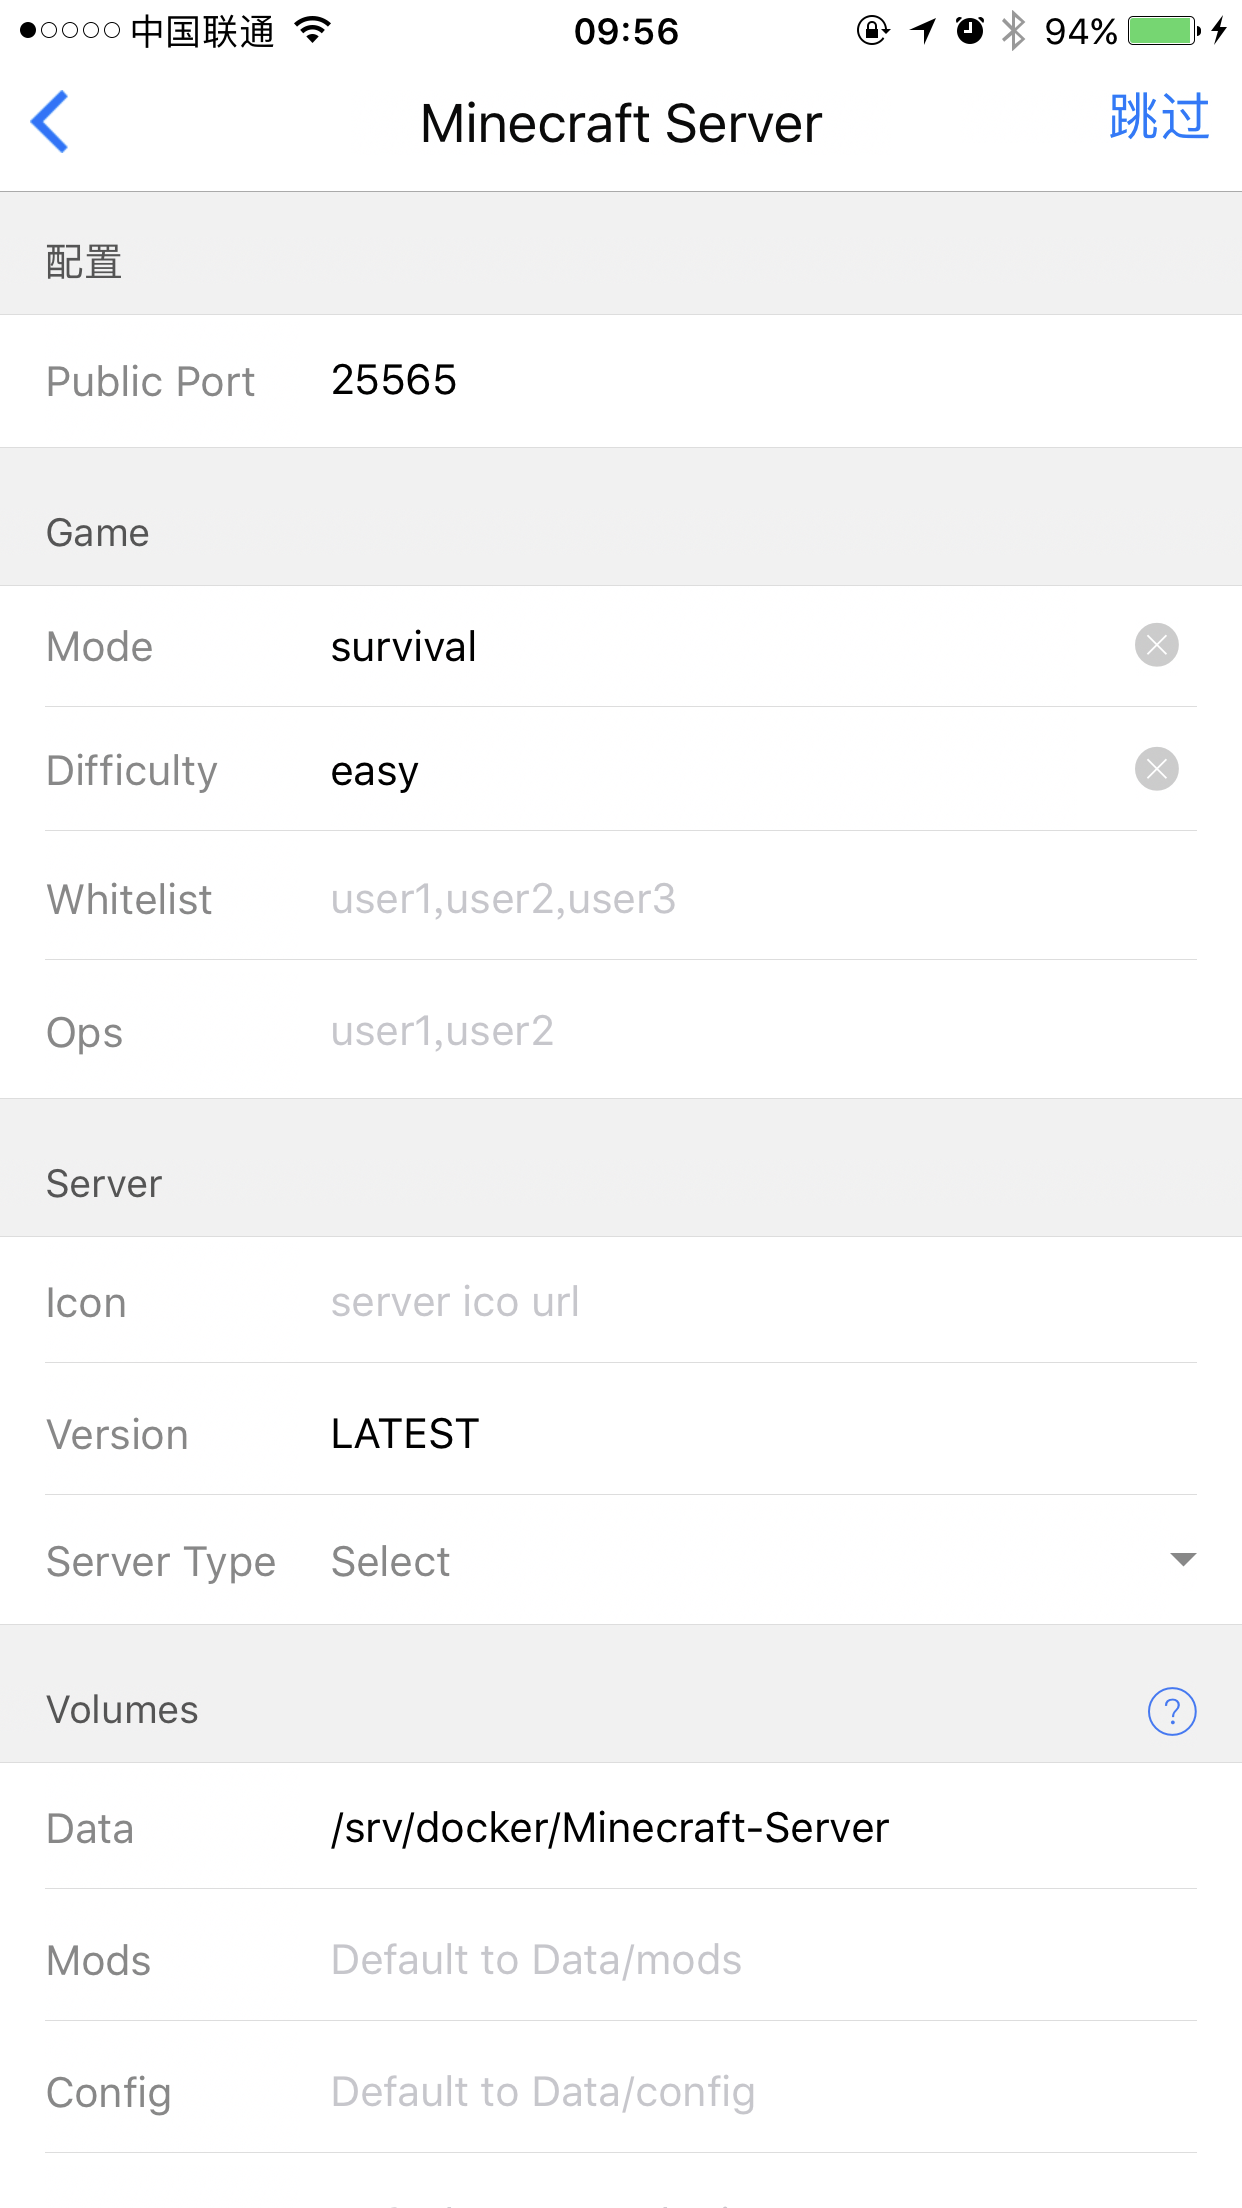 中国联通 09:56 94%
Minecraft Server 跳过
配置
Public Port 25565
Game
Mode survival
Difficulty easy
Whitelist user1,user2,user3
Ops user1,user2
Server
Icon server ico url
Version LATEST
Server Type Select
Volumes ?
Data /srv/docker/Minecraft-Server
Mods Default to Data/mods
Config Default to Data/config